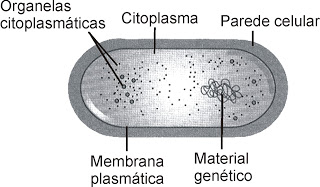 Organelas
citoplasmáticas
Citoplasma
Parede celular
Membrana
plasmática
Material
genético